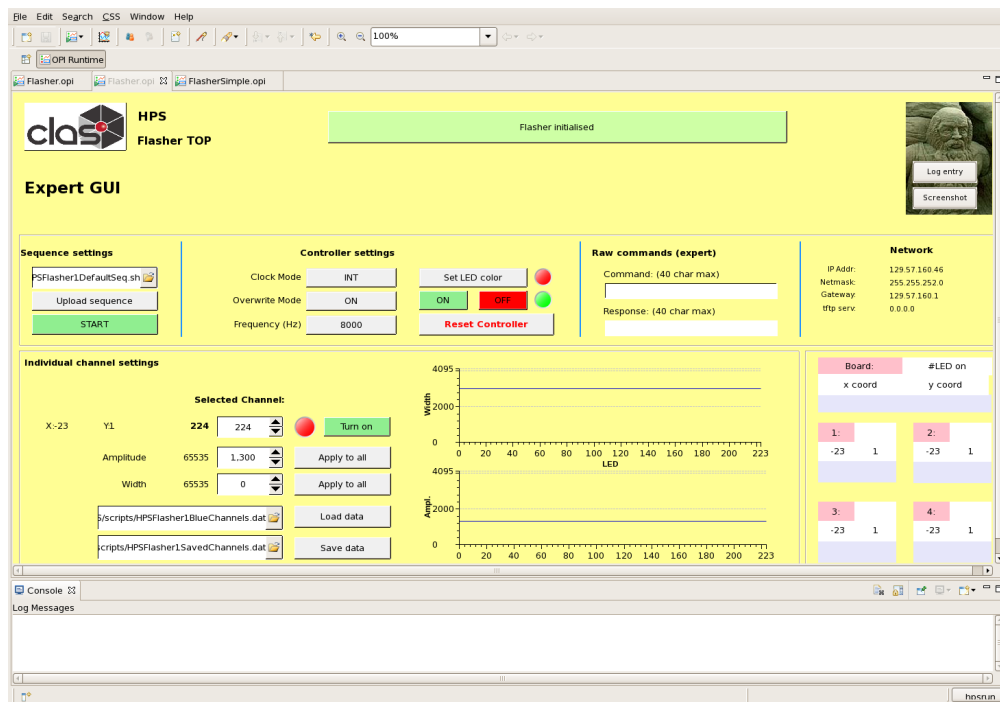 File Edit Search CSS Window Help
100%
OPI Runtime
Flasher.opi Flasher.opi FlasherSimple.opi
clas
HPS
Flasher TOP
Flasher initialised
Log entry
Screenshot
Expert GUI
Sequence settings
PSFlasher1DefaultSeq.sh
Upload sequence
START
Controller settings
Clock Mode INT Set LED color
Overwrite Mode ON ON OFF
Frequency (Hz) 8000 Reset Controller
Raw commands (expert)
Command: (40 char max)
Response: (40 char max)
Network
IP Addr: 129.57.160.46
Netmask: 255.255.252.0
Gateway: 129.57.160.1
tftp serv: 0.0.0.0
Individual channel settings
Selected Channel:
X:-23 Y:1 224 224 Turn on
Amplitude 65535 1,300 Apply to all
Width 65535 0 Apply to all
S/scripts/HPSFlasher1BlueChannels.dat Load data
scripts/HPSFlasher1SavedChannels.dat Save data
4095
2000
0
Width
0 20 40 60 80 100 120 140 160 180 200 223
LED
4095
2000
0
Ampl.
0 20 40 60 80 100 120 140 160 180 200 223
Board: #LED on
x coord y coord
1: 2:
-23 1 -23 1
3: 4:
-23 1 -23 1
Console
Log Messages
hpsrun